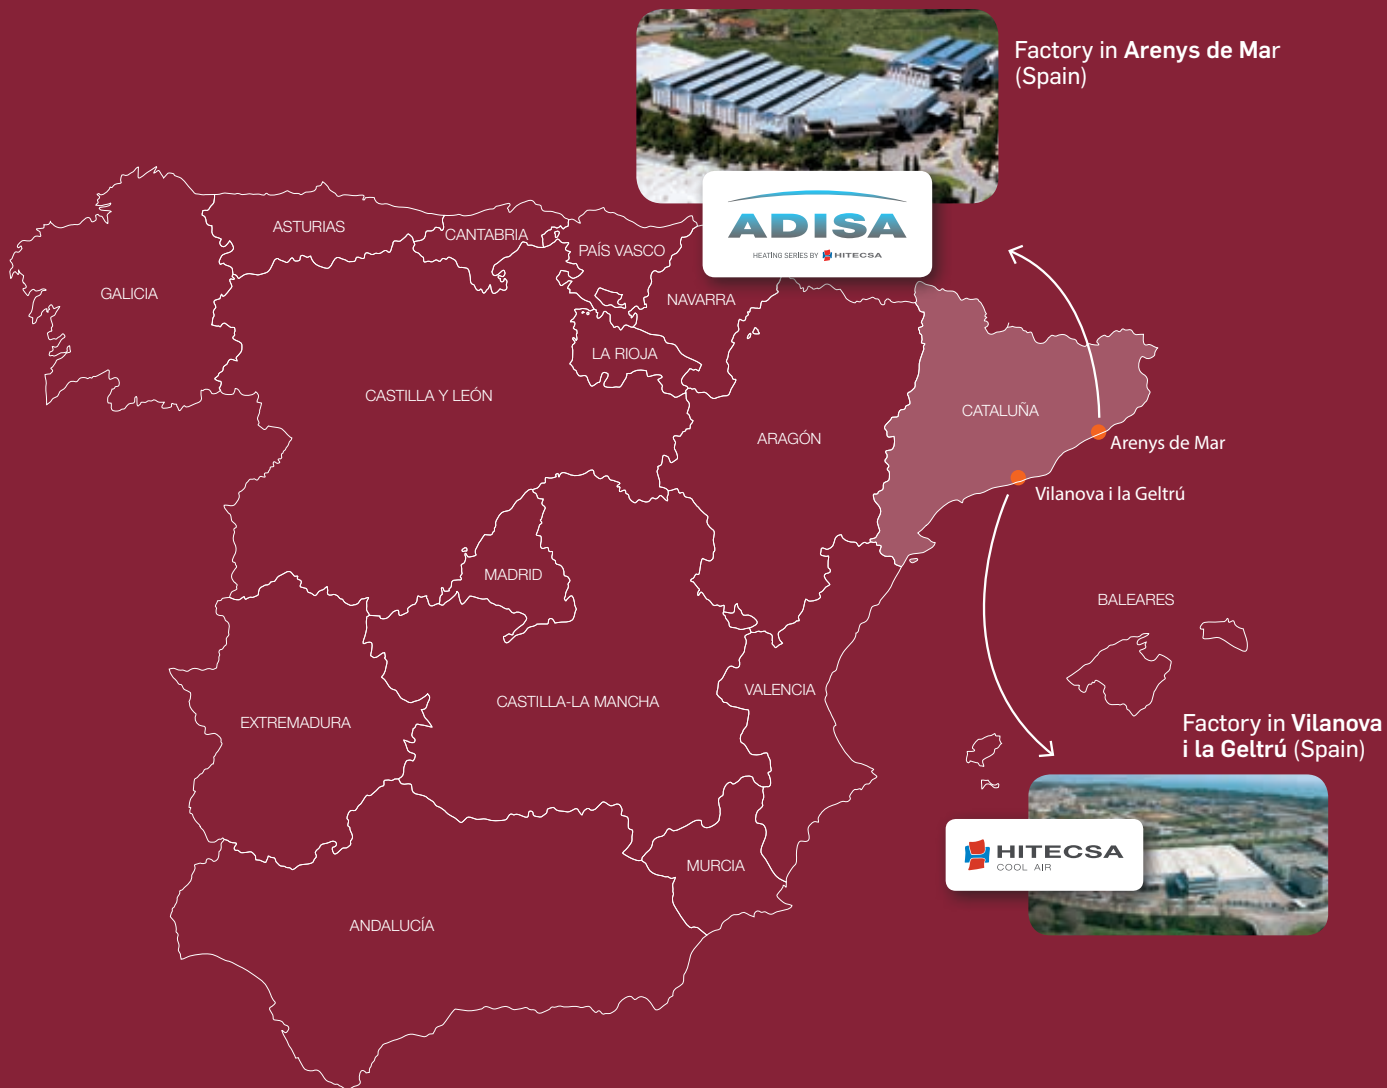 Factory in Arenys de Mar
(Spain)
ADISA
HEATING SERIES BY HITECSA
ASTURIAS
CANTABRIA
PAÍS VASCO
GALICIA
NAVARRA
LA RIOJA
CASTILLA Y LEÓN
CATALUÑA
ARAGÓN
Arenys de Mar
Vilanova i la Geltrú
MADRID
BALEARES
VALENCIA
CASTILLA-LA MANCHA
EXTREMADURA
Factory in Vilanova
i la Geltrú (Spain)
HITECSA
COOL AIR
MURCIA
ANDALUCÍA